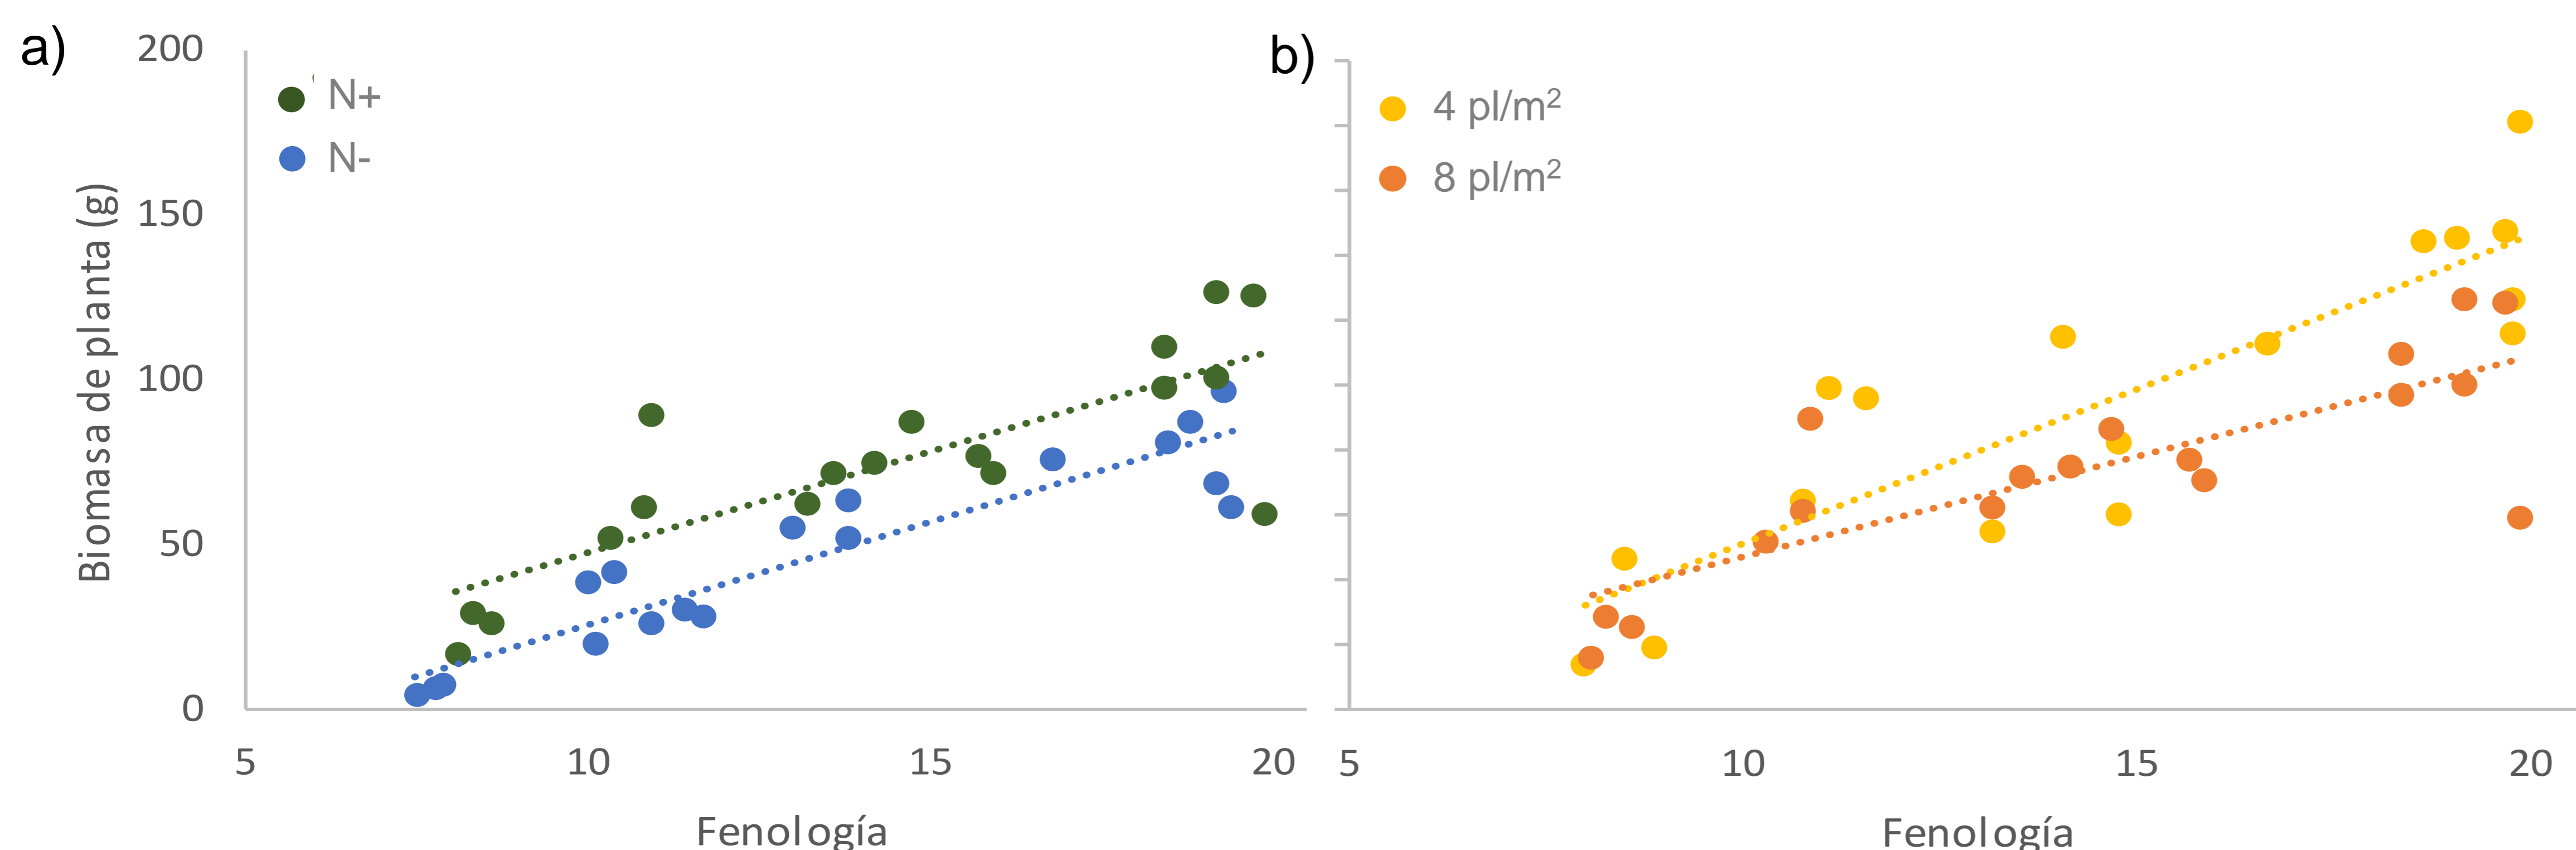 a)
200
150
100
50
0
N+
N-
Biomasa de planta (g)
5 10 15 20
Fenología
b)
4 pl/m²
8 pl/m²
5 10 15 20
Fenología